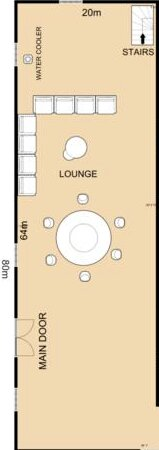 20m
STAIRS
WATER COOLER
LOUNGE
64m
80m
MAIN DOOR